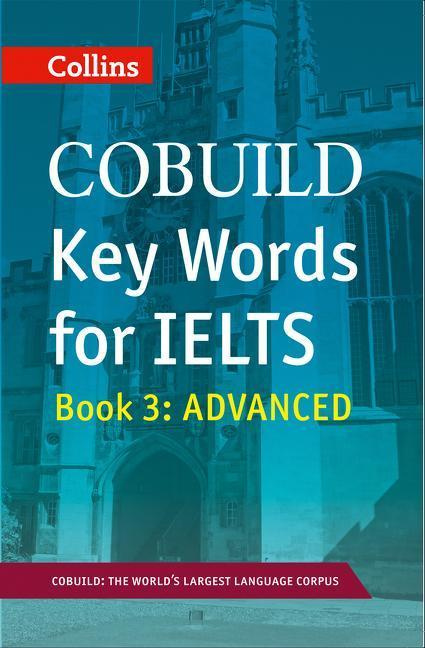 Collins
COBUILD
Key Words
for IELTS
Book 3: ADVANCED
COBUILD: THE WORLD'S LARGEST LANGUAGE CORPUS